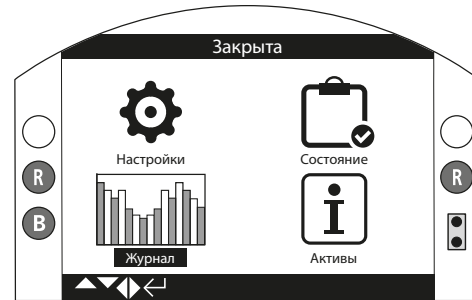 Закрыта
Настройки
Состояние
R
R
B
Журнал
Активы